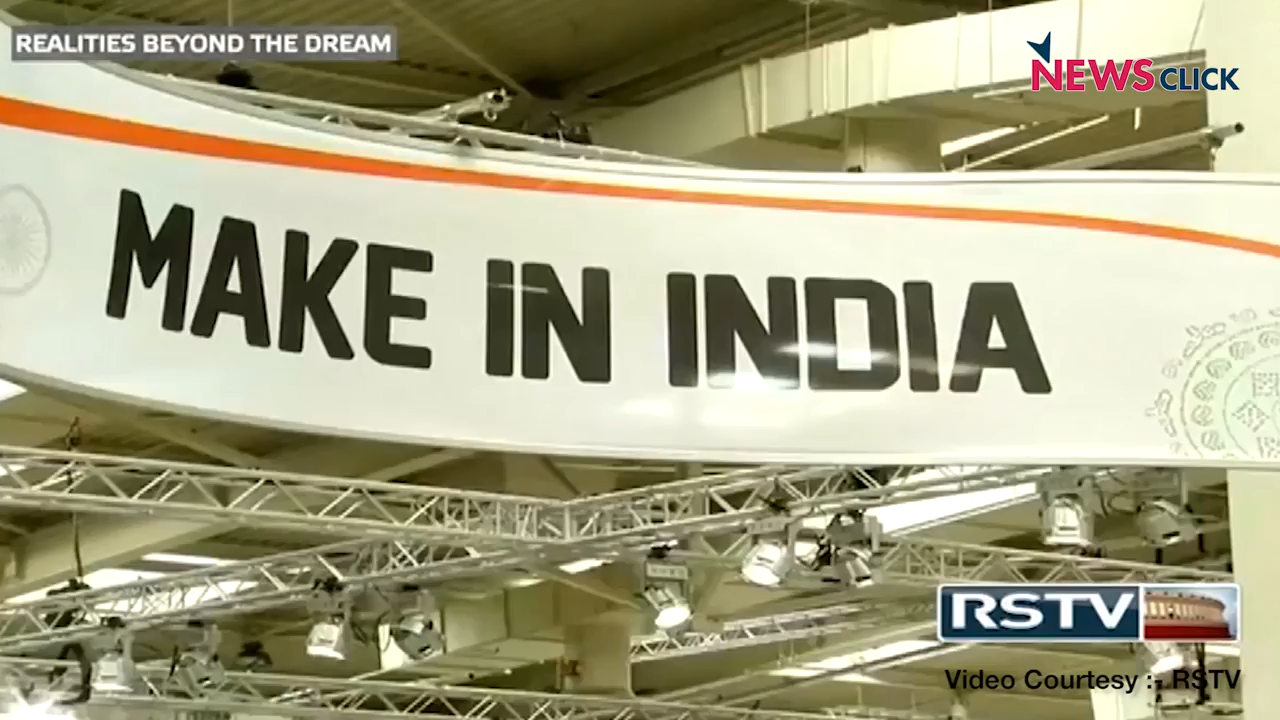 REALITIES BEYOND THE DREAM
NEWSCLICK
MAKE IN INDIA
RSTV
Video Courtesy :- RSTV